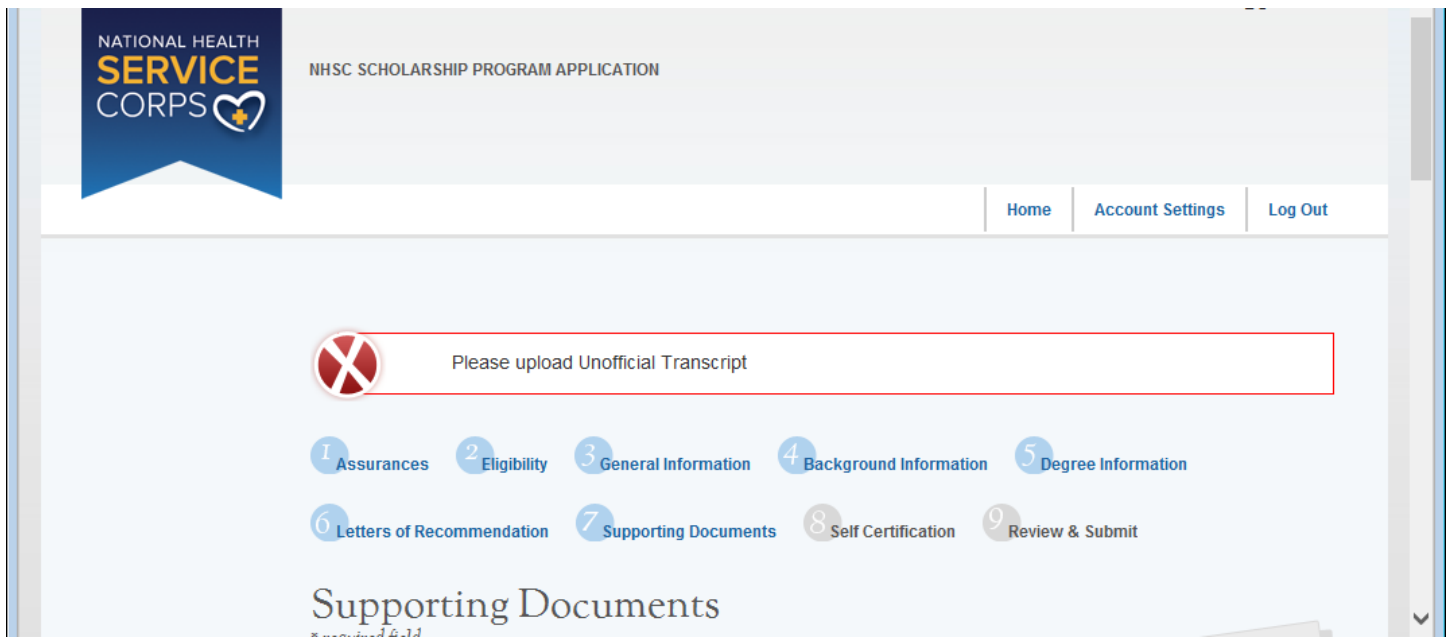 NATIONAL HEALTH
SERVICE
CORPS
NHSC SCHOLARSHIP PROGRAM APPLICATION
Home Account Settings Log Out
Please upload Unofficial Transcript
1 Assurances 2 Eligibility 3 General Information 4 Background Information 5 Degree Information
6 Letters of Recommendation 7 Supporting Documents 8 Self Certification 9 Review & Submit
Supporting Documents
* required field